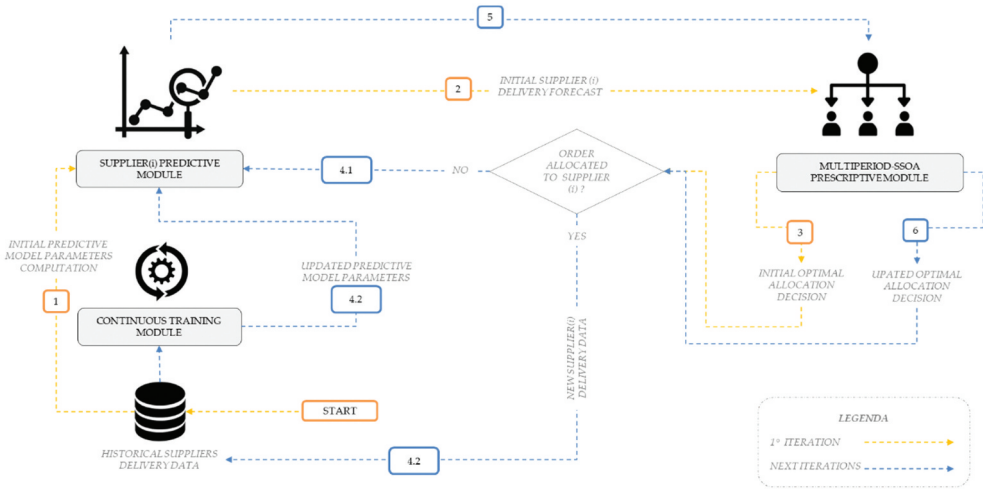 5
2
INITIAL SUPPLIER (i)
DELIVERY FORECAST
SUPPLIER(i) PREDICTIVE
MODULE
4.1
NO
ORDER
ALLOCATED
TO SUPPLIER
(i) ?
MULTIPERIOD-SSOA
PRESCRIPTIVE MODULE
YES
3
6
INITIAL PREDICTIVE
MODEL PARAMETERS
COMPUTATION
1
UPDATED PREDICTIVE
MODEL PARAMETERS
4.2
INITIAL OPTIMAL
ALLOCATION
DECISION
UPATED OPTIMAL
ALLOCATION
DECISION
CONTINUOUS TRAINING
MODULE
NEW SUPPLIER(i)
DELIVERY DATA
START
HISTORICAL SUPPLIERS
DELIVERY DATA
4.2
LEGENDA
1° ITERATION
NEXT ITERATIONS